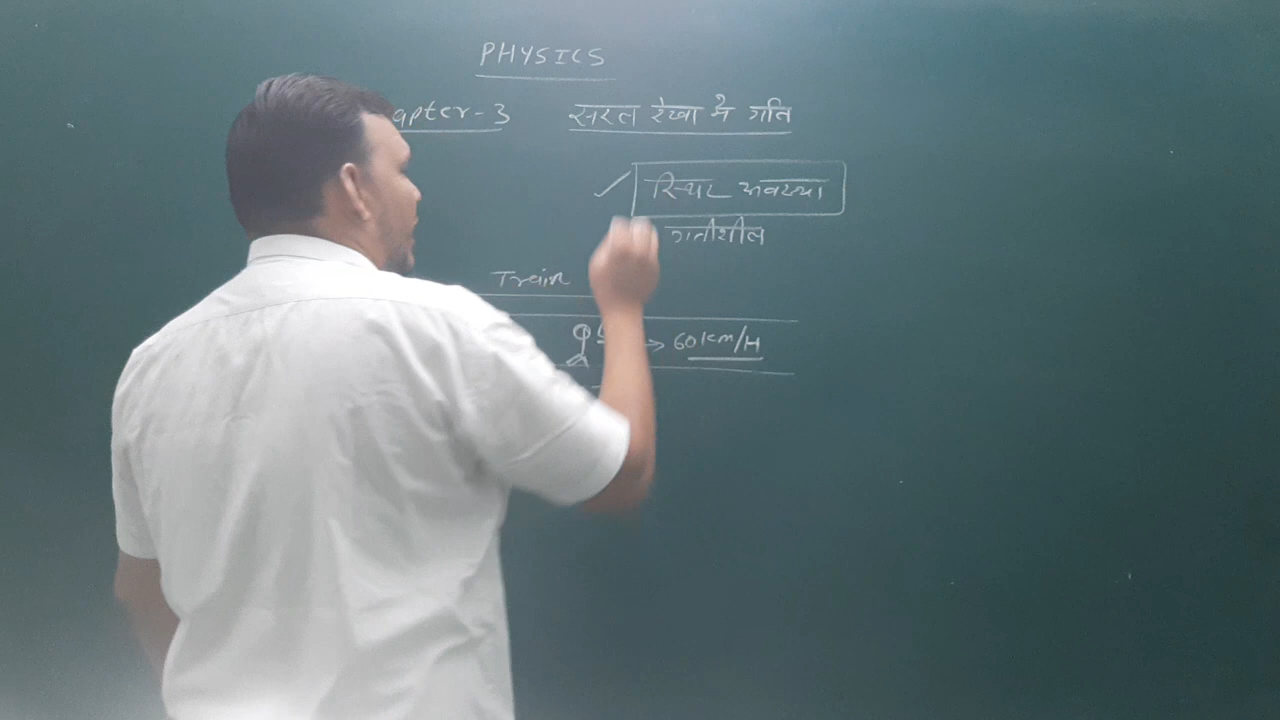 PHYSICS
apter-3 सरल रेखा में गति
स्थिर अवस्था
गतीशील
Train
60km/H